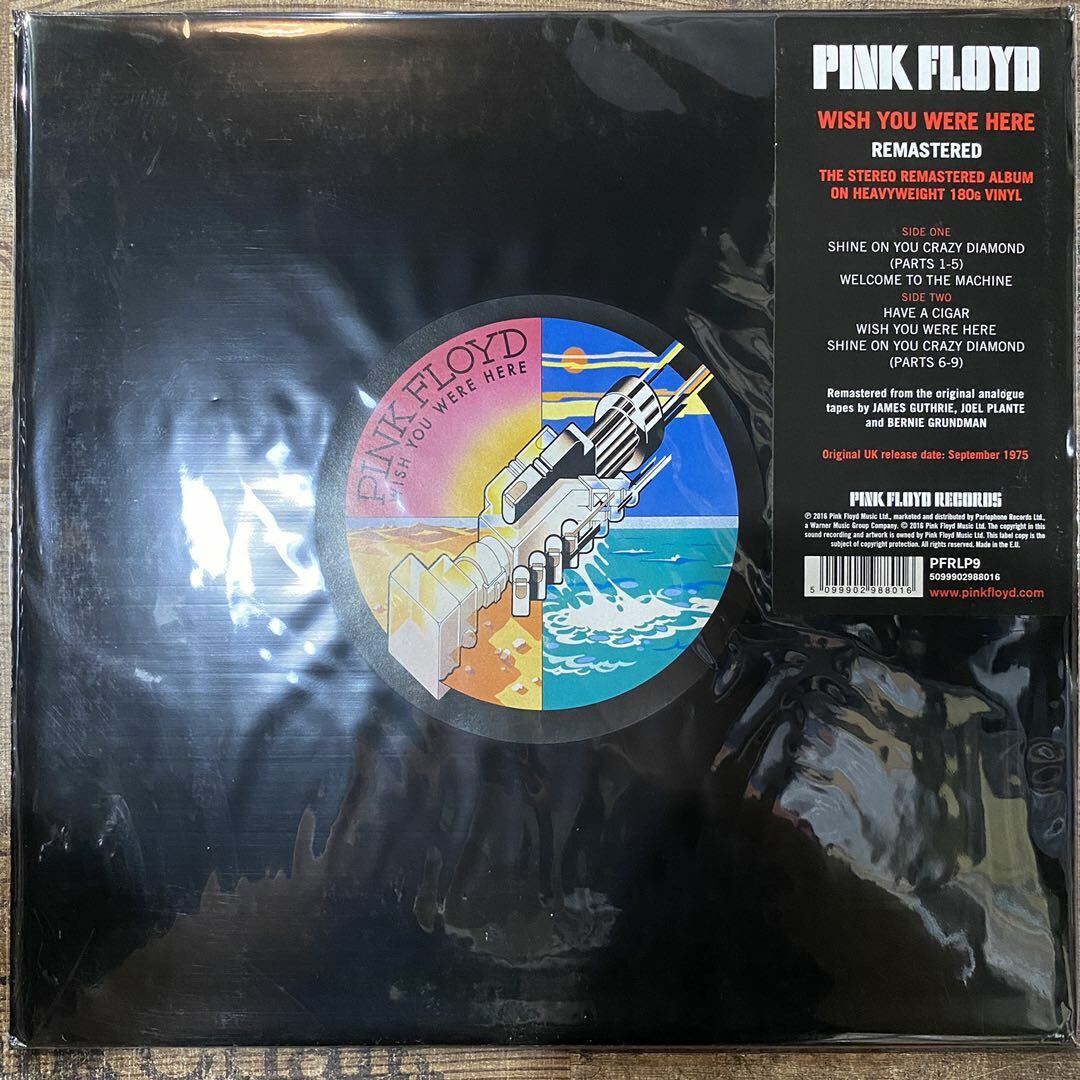 PINK FLOYD
WISH YOU WERE HERE
REMASTERED
THE STEREO REMASTERED ALBUM
ON HEAVYWEIGHT 180G VINYL
SIDE ONE
SHINE ON YOU CRAZY DIAMOND
(PARTS 1-5)
WELCOME TO THE MACHINE
SIDE TWO
HAVE A CIGAR
WISH YOU WERE HERE
SHINE ON YOU CRAZY DIAMOND
(PARTS 6-9)
Remastered from the original analogue
tapes by JAMES GUTHRIE, JOEL PLANTE
and BERNIE GRUNDMAN
Original UK release date: September 1975
PINK FLOYD RECORDS
℗ 2016 Pink Floyd Music Ltd., marketed and distributed by Parlophone Records Ltd.,
a Warner Music Group Company. © 2016 Pink Floyd Music Ltd. The copyright in this
sound recording and artwork is owned by Pink Floyd Music Ltd. This label copy is the
subject of copyright protection. All rights reserved. Made in the E.U.
PFRLP9
5099902988016
www.pinkfloyd.com
5 099902 988016
PINK FLOYD
WISH YOU WERE HERE